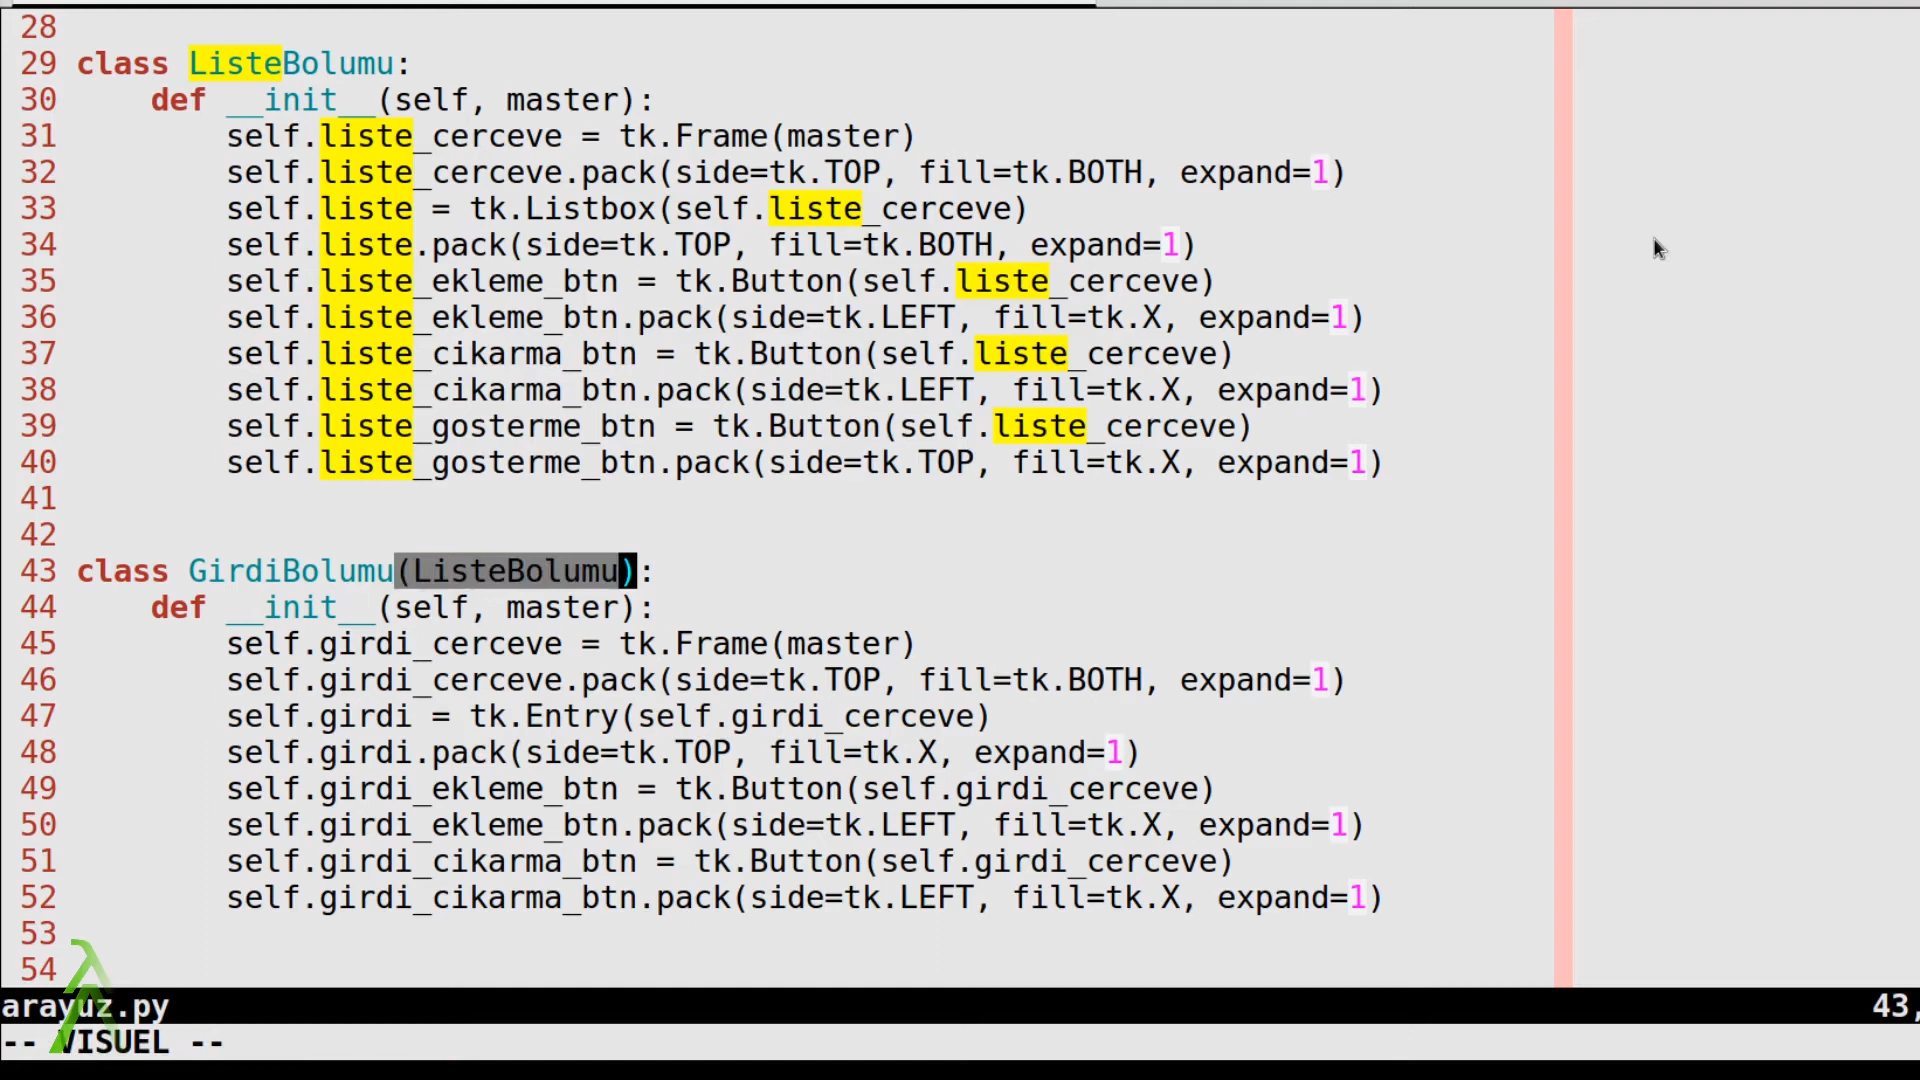 28
29 class ListeBolumu:
30     def __init__(self, master):
31         self.liste_cerceve = tk.Frame(master)
32         self.liste_cerceve.pack(side=tk.TOP, fill=tk.BOTH, expand=1)
33         self.liste = tk.Listbox(self.liste_cerceve)
34         self.liste.pack(side=tk.TOP, fill=tk.BOTH, expand=1)
35         self.liste_ekleme_btn = tk.Button(self.liste_cerceve)
36         self.liste_ekleme_btn.pack(side=tk.LEFT, fill=tk.X, expand=1)
37         self.liste_cikarma_btn = tk.Button(self.liste_cerceve)
38         self.liste_cikarma_btn.pack(side=tk.LEFT, fill=tk.X, expand=1)
39         self.liste_gosterme_btn = tk.Button(self.liste_cerceve)
40         self.liste_gosterme_btn.pack(side=tk.TOP, fill=tk.X, expand=1)
41
42
43 class GirdiBolumu(ListeBolumu):
44     def __init__(self, master):
45         self.girdi_cerceve = tk.Frame(master)
46         self.girdi_cerceve.pack(side=tk.TOP, fill=tk.BOTH, expand=1)
47         self.girdi = tk.Entry(self.girdi_cerceve)
48         self.girdi.pack(side=tk.TOP, fill=tk.X, expand=1)
49         self.girdi_ekleme_btn = tk.Button(self.girdi_cerceve)
50         self.girdi_ekleme_btn.pack(side=tk.LEFT, fill=tk.X, expand=1)
51         self.girdi_cikarma_btn = tk.Button(self.girdi_cerceve)
52         self.girdi_cikarma_btn.pack(side=tk.LEFT, fill=tk.X, expand=1)
53
54
arayuz.py 43,
-- VISUEL --